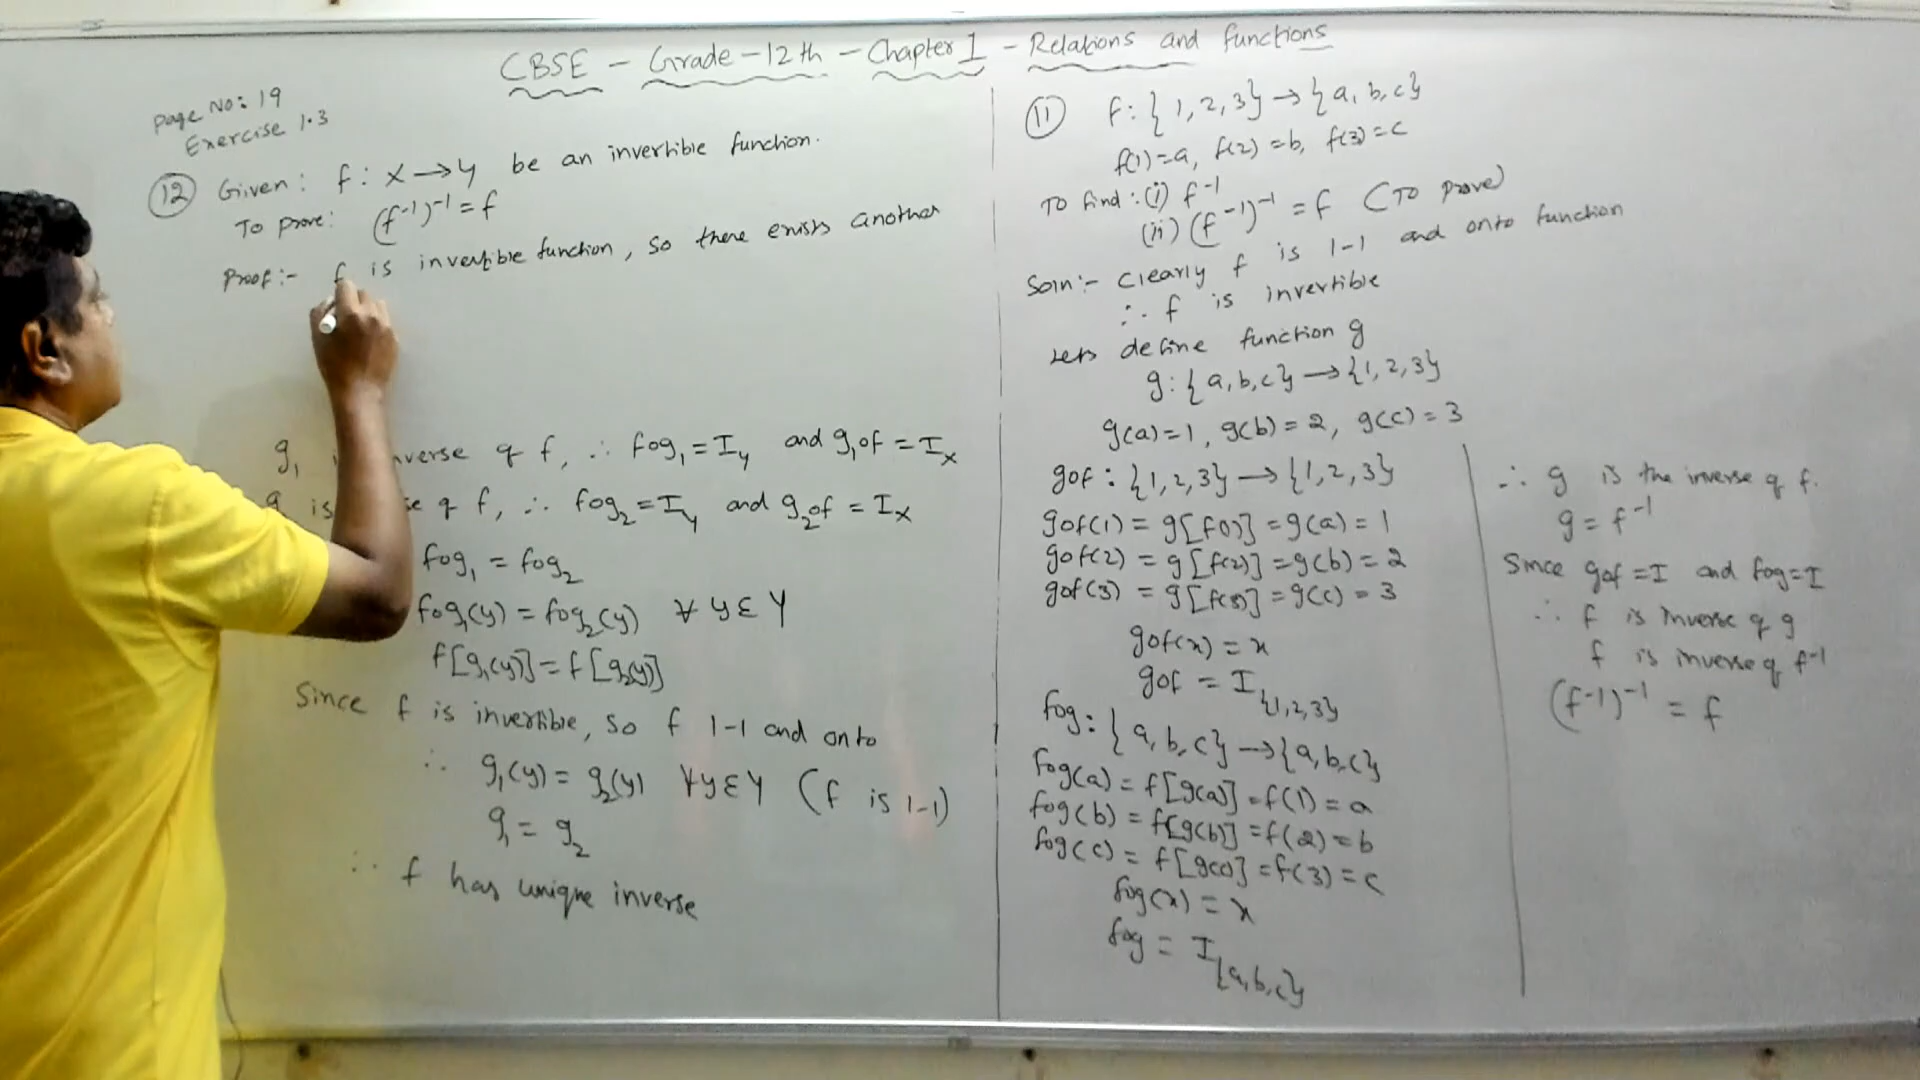 CBSE - Grade - 12th - Chapter 1 - Relations and functions
Page No: 19
Exercise 1.3
(12) Given: f : X → Y be an invertible function.
To prove: (f⁻¹)⁻¹ = f
Proof :- f is invertible function, so there exists another
g₁ verse of f, ∴ fog₁ = I_Y and g₁of = I_X
is of f, ∴ fog₂ = I_Y and g₂of = I_X
fog₁ = fog₂
fog₁(y) = fog₂(y) ∀ y ε Y
f[g₁(y)] = f[g₂(y)]
Since f is invertible, so f 1-1 and onto
∴ g₁(y) = g₂(y) ∀ y ε Y (f is 1-1)
g₁ = g₂
∴ f has unique inverse
(11) f : {1, 2, 3} → {a, b, c}
f(1) = a, f(2) = b, f(3) = c
To find : (i) f⁻¹
(ii) (f⁻¹)⁻¹ = f (To prove)
Soln :- Clearly f is 1-1 and onto function
∴ f is invertible
Lets define function g
g : {a, b, c} → {1, 2, 3}
g(a) = 1, g(b) = 2, g(c) = 3
gof : {1, 2, 3} → {1, 2, 3}
gof(1) = g[f(1)] = g(a) = 1
gof(2) = g[f(2)] = g(b) = 2
gof(3) = g[f(3)] = g(c) = 3
gof(x) = x
gof = I_{1,2,3}
fog : {a, b, c} → {a, b, c}
fog(a) = f[g(a)] = f(1) = a
fog(b) = f[g(b)] = f(2) = b
fog(c) = f[g(c)] = f(3) = c
fog(x) = x
fog = I_{a,b,c}
∴ g is the inverse of f.
g = f⁻¹
Since gof = I and fog = I
∴ f is inverse of g
f is inverse of f⁻¹
(f⁻¹)⁻¹ = f